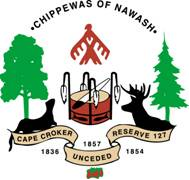 •CHIPPEWAS OF NAWASH•
CAPE CROKER
RESERVE 127
1836
1857
1854
UNCEDED